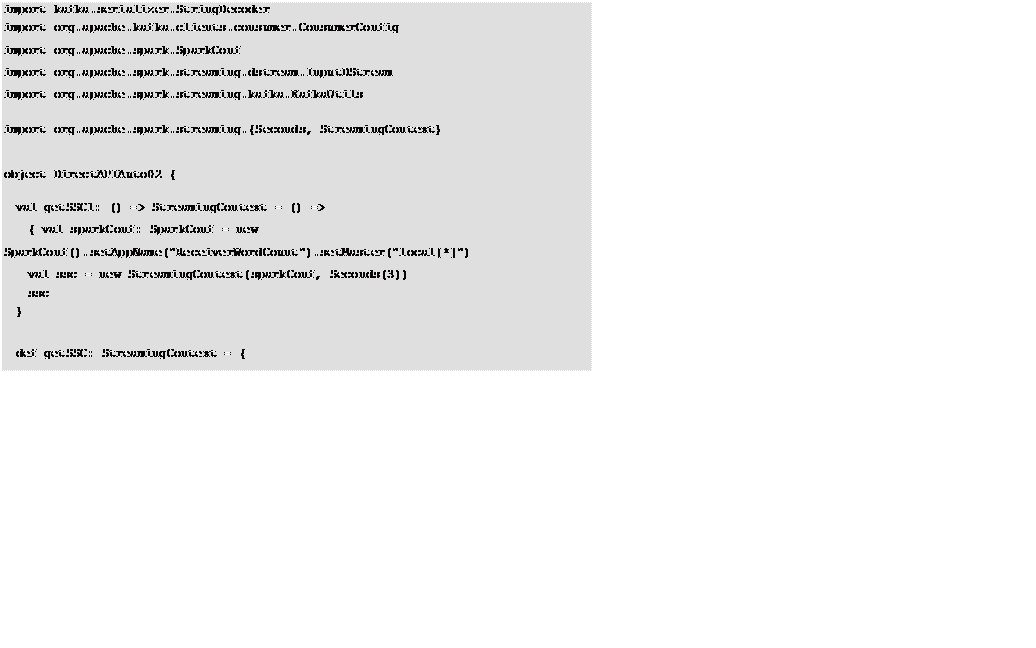 import kafka.serializer.StringDecoder
import org.apache.kafka.clients.consumer.ConsumerConfig
import org.apache.spark.SparkConf
import org.apache.spark.streaming.dstream.InputDStream
import org.apache.spark.streaming.kafka.KafkaUtils
import org.apache.spark.streaming.{Seconds, StreamingContext}
object DirectAPIAuto02 {
val getSSC1: () => StreamingContext = () =>
{ val sparkConf: SparkConf = new
SparkConf().setAppName("ReceiverWordCount").setMaster("local[*]")
val ssc = new StreamingContext(sparkConf, Seconds(3))
ssc
}
def getSSC: StreamingContext = {